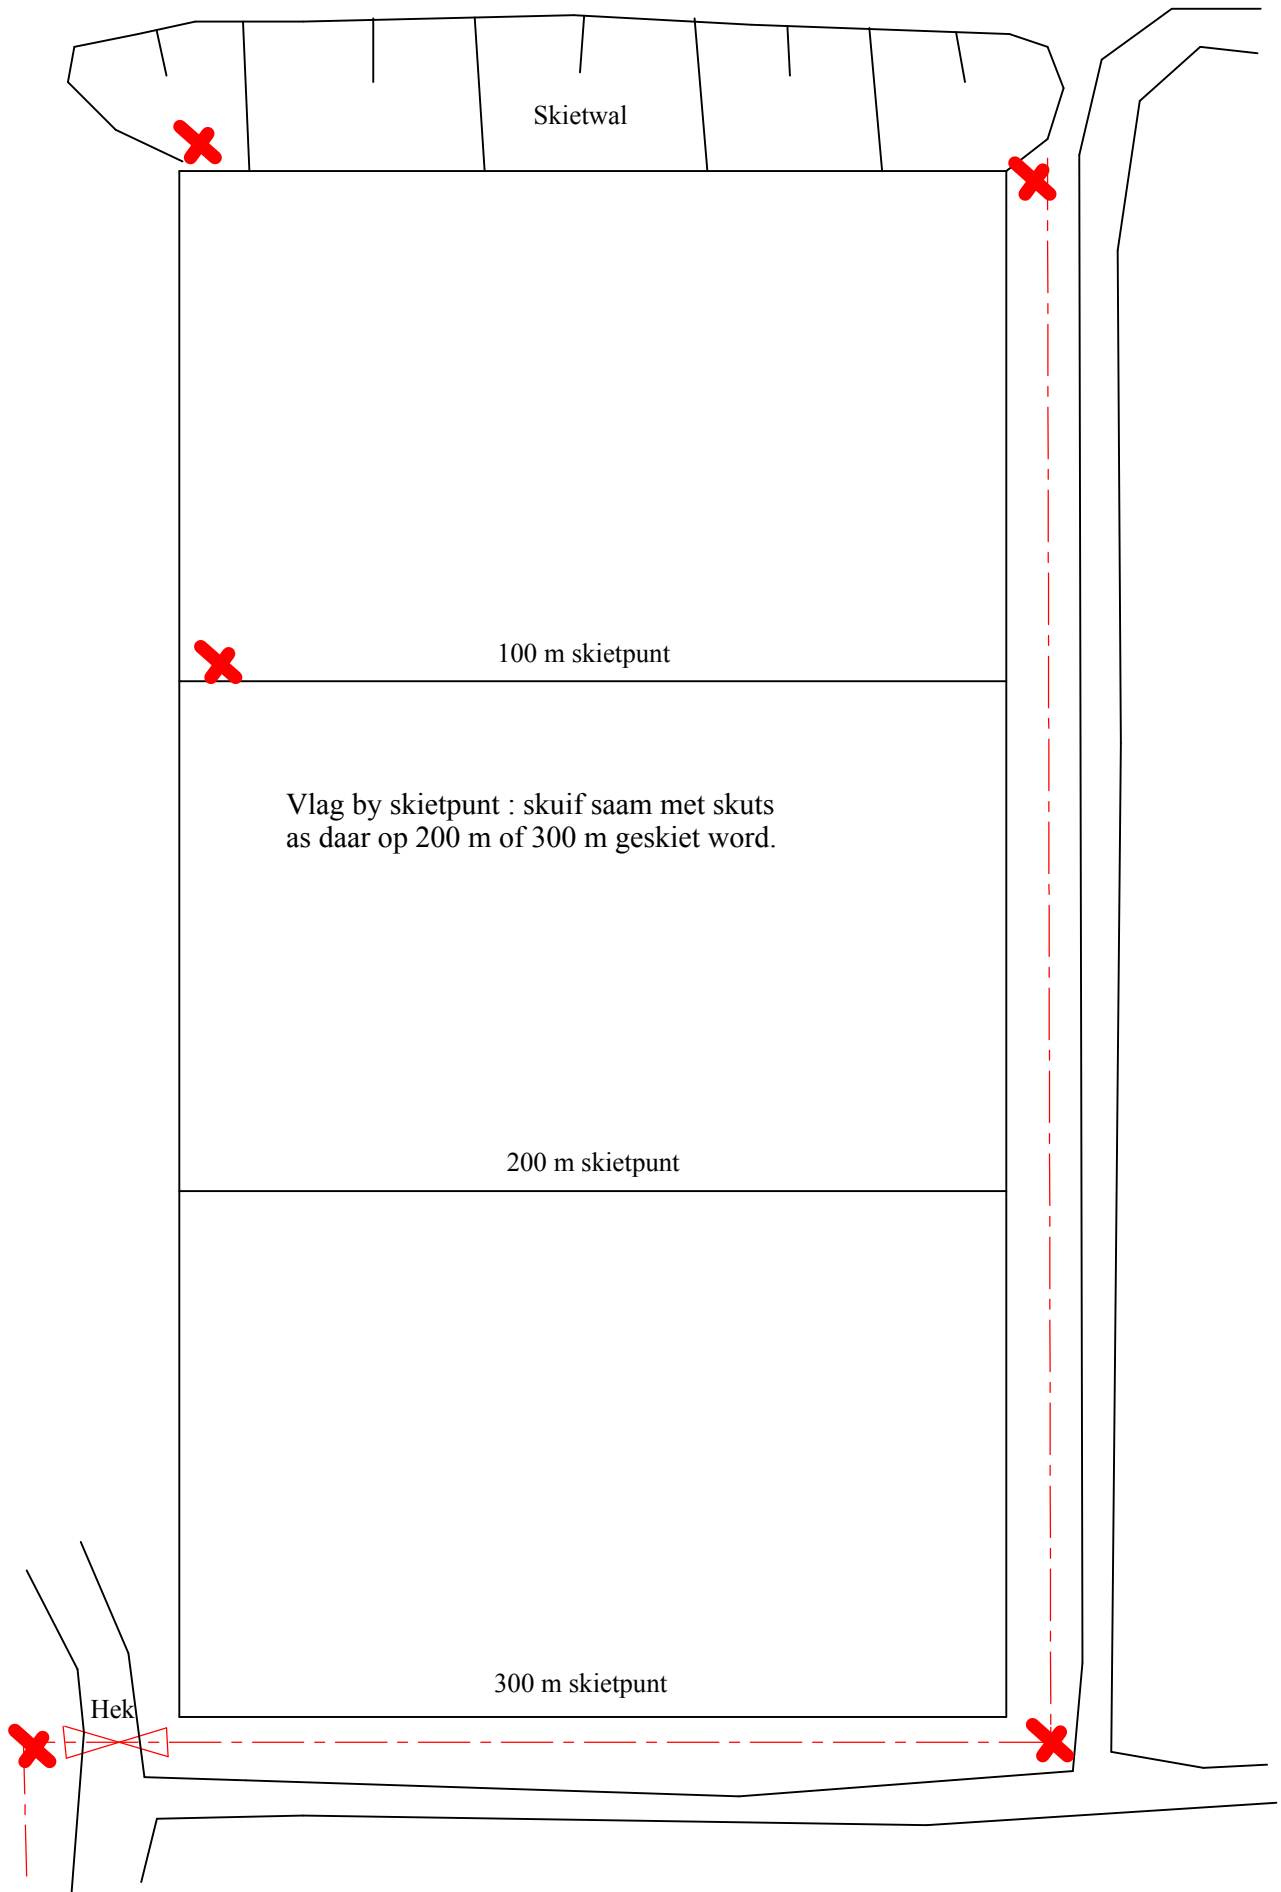 Skietwal
100 m skietpunt
Vlag by skietpunt : skuif saam met skuts
as daar op 200 m of 300 m geskiet word.
200 m skietpunt
300 m skietpunt
Hek